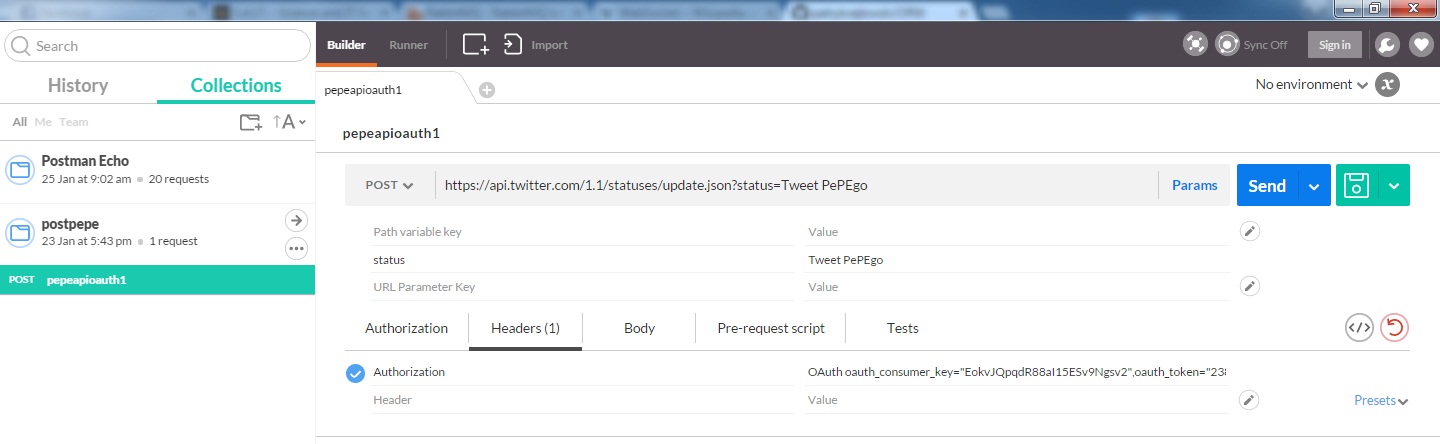 Search
Builder
Runner
Import
Sync Off
Sign in
History
Collections
pepeapioauth1
No environment
All Me Team
A
Postman Echo
25 Jan at 9:02 am 20 requests
postpepe
23 Jan at 5:43 pm 1 request
POST pepeapioauth1
pepeapioauth1
POST
https://api.twitter.com/1.1/statuses/update.json?status=Tweet PePEgo
Params
Send
Path variable key
Value
status
Tweet PePEgo
URL Parameter Key
Value
Authorization
Headers (1)
Body
Pre-request script
Tests
Authorization
OAuth oauth_consumer_key="EokvJQpqdR88aI15ESv9Ngsv2",oauth_token="238
Header
Value
Presets